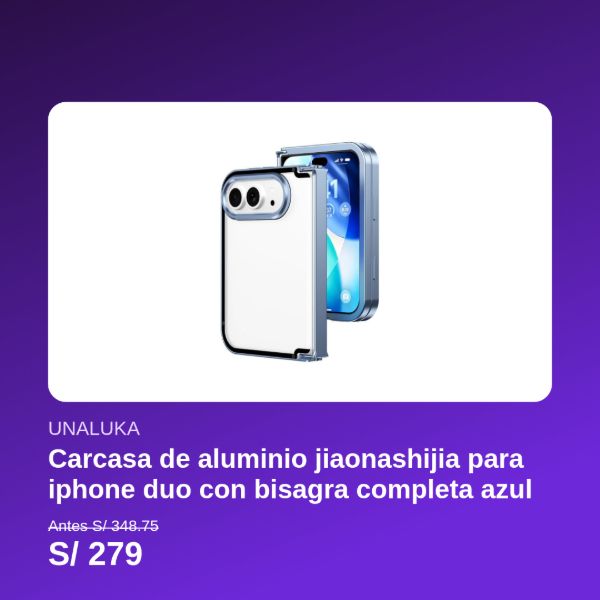 UNALUKA
Carcasa de aluminio jiaonashijia para
iphone duo con bisagra completa azul
Antes S/ 348.75
S/ 279